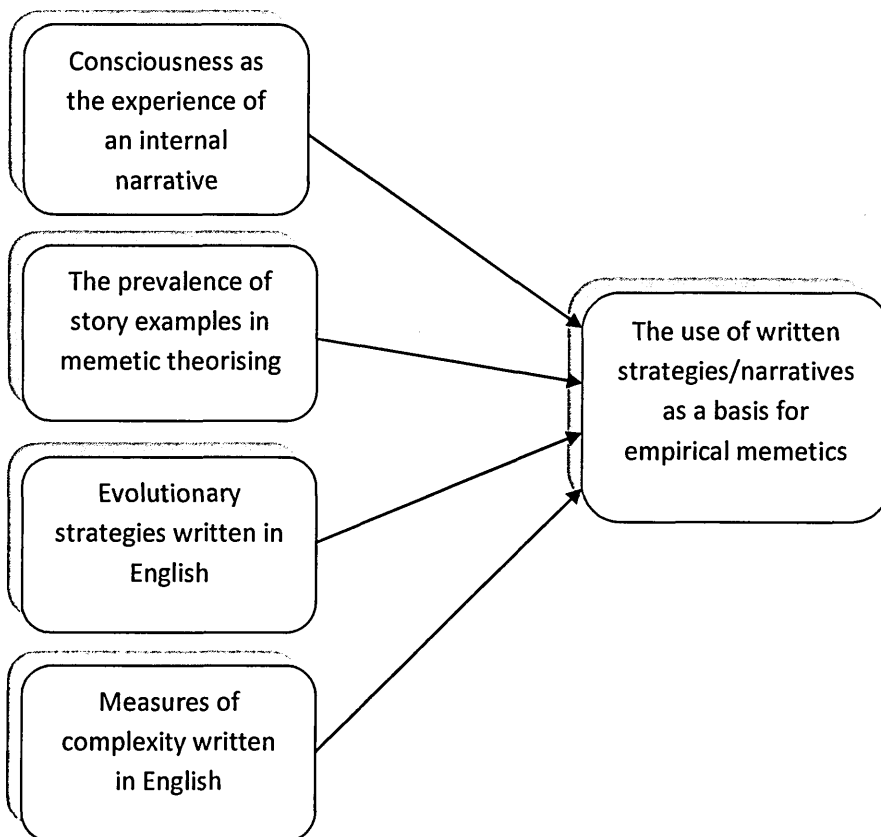 Consciousness as
the experience of
an internal
narrative
The prevalence of
story examples in
memetic theorising
Evolutionary
strategies written in
English
Measures of
complexity written
in English
The use of written
strategies/narratives
as a basis for
empirical memetics